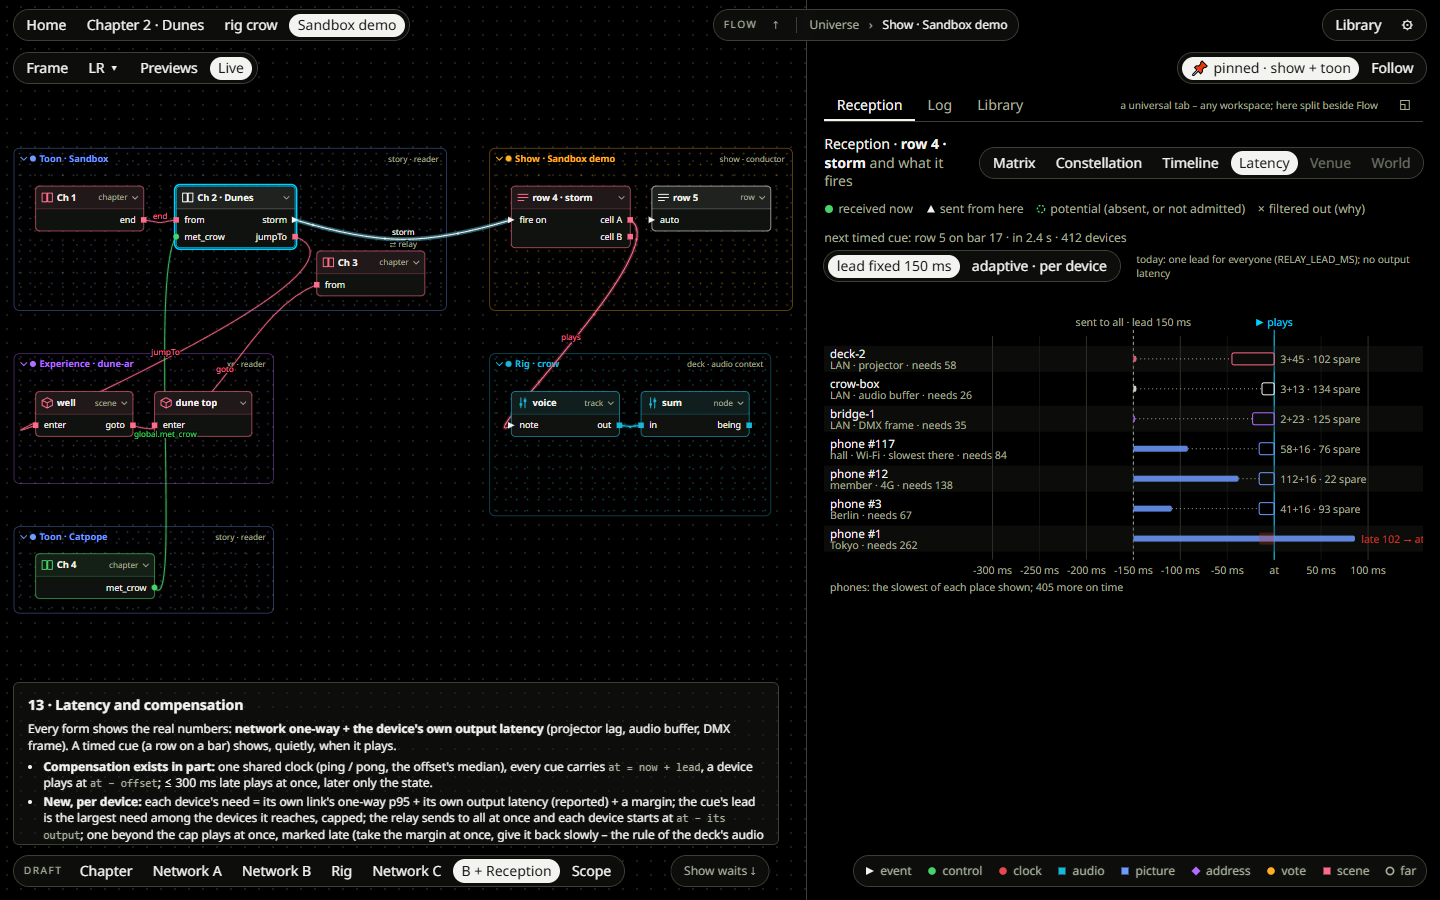 Home Chapter 2 · Dunes rig crow Sandbox demo
FLOW ↑ Universe › Show · Sandbox demo
Library ⚙
Frame LR ▾ Previews Live
📌 pinned · show + toon Follow
Reception Log Library
a universal tab – any workspace; here split beside Flow
Toon · Sandbox story · reader
Ch 1 chapter
end
end
Ch 2 · Dunes
from storm
met_crow jumpTo
Ch 3 chapter
from
storm
⇄ relay
Show · Sandbox demo show · conductor
row 4 · storm
fire on cell A
cell B
row 5 row
auto
plays
jumpTo
goto
Experience · dune-ar
well scene
enter goto
dune top
enter
global.met_crow
Rig · crow deck · audio context
voice track
note out
sum node
in being
Toon · Catpope story · reader
Ch 4 chapter
met_crow
13 · Latency and compensation
Every form shows the real numbers: network one-way + the device's own output latency (projector lag, audio buffer, DMX
frame). A timed cue (a row on a bar) shows, quietly, when it plays.
• Compensation exists in part: one shared clock (ping / pong, the offset's median), every cue carries at = now + lead, a device
plays at at − offset; ≤ 300 ms late plays at once, later only the state.
• New, per device: each device's need = its own link's one-way p95 + its own output latency (reported) + a margin; the cue's lead
is the largest need among the devices it reaches, capped; the relay sends to all at once and each device starts at at − its
output; one beyond the cap plays at once, marked late (take the margin at once, give it back slowly – the rule of the deck's audio
DRAFT Chapter Network A Network B Rig Network C B + Reception Scope
Show waits ↓
Reception · row 4 ·
storm and what it
fires
Matrix Constellation Timeline Latency Venue World
received now sent from here potential (absent, or not admitted) × filtered out (why)
next timed cue: row 5 on bar 17 · in 2.4 s · 412 devices
lead fixed 150 ms adaptive · per device
today: one lead for everyone (RELAY_LEAD_MS); no output
latency
sent to all · lead 150 ms ▶ plays
deck-2
LAN · projector · needs 58
3+45 · 102 spare
crow-box
LAN · audio buffer · needs 26
3+13 · 134 spare
bridge-1
LAN · DMX frame · needs 35
2+23 · 125 spare
phone #117
hall · Wi-Fi · slowest there · needs 84
58+16 · 76 spare
phone #12
member · 4G · needs 138
112+16 · 22 spare
phone #3
Berlin · needs 67
41+16 · 93 spare
phone #1
Tokyo · needs 262
late 102 → at
-300 ms -250 ms -200 ms -150 ms -100 ms -50 ms at 50 ms 100 ms
phones: the slowest of each place shown; 405 more on time
event control clock audio picture address vote scene far